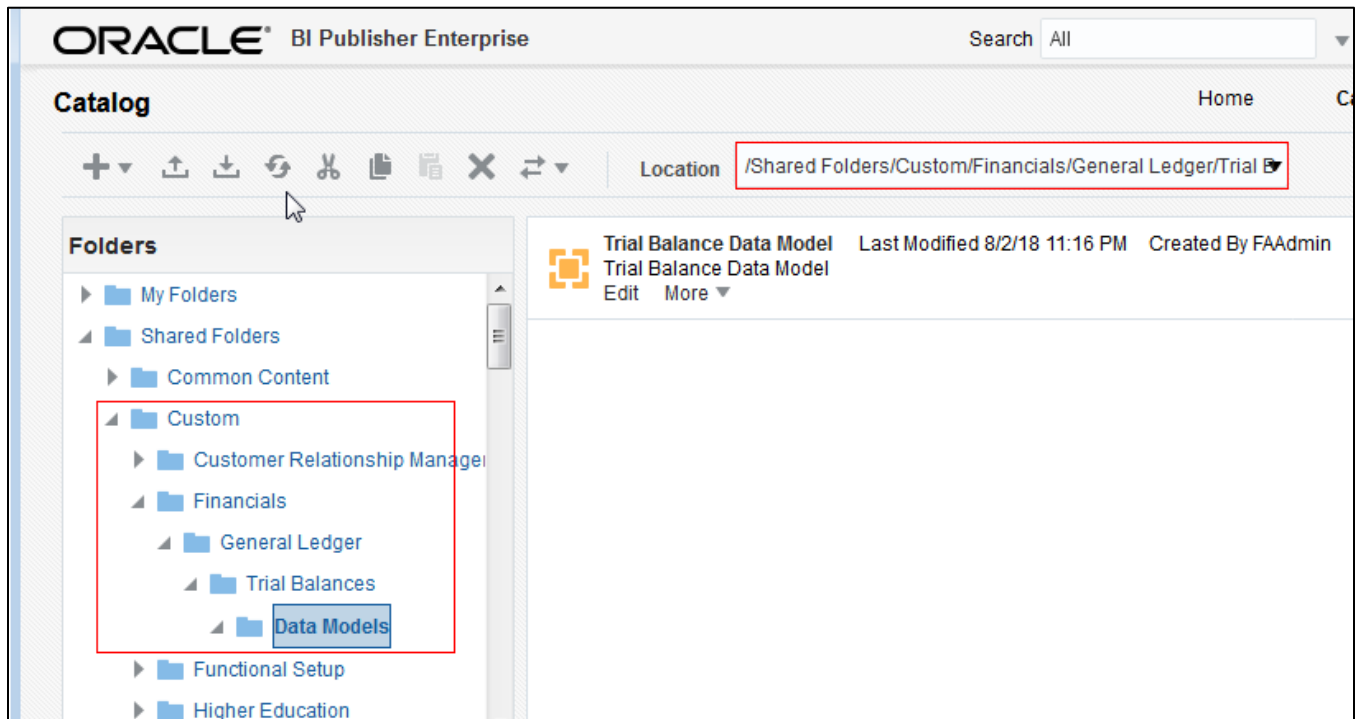 ORACLE BI Publisher Enterprise Search All
Catalog Home
Location /Shared Folders/Custom/Financials/General Ledger/Trial B
Folders
My Folders
Shared Folders
Common Content
Custom
Customer Relationship Manager
Financials
General Ledger
Trial Balances
Data Models
Functional Setup
Higher Education
Trial Balance Data Model Last Modified 8/2/18 11:16 PM Created By FAAdmin
Trial Balance Data Model
Edit More